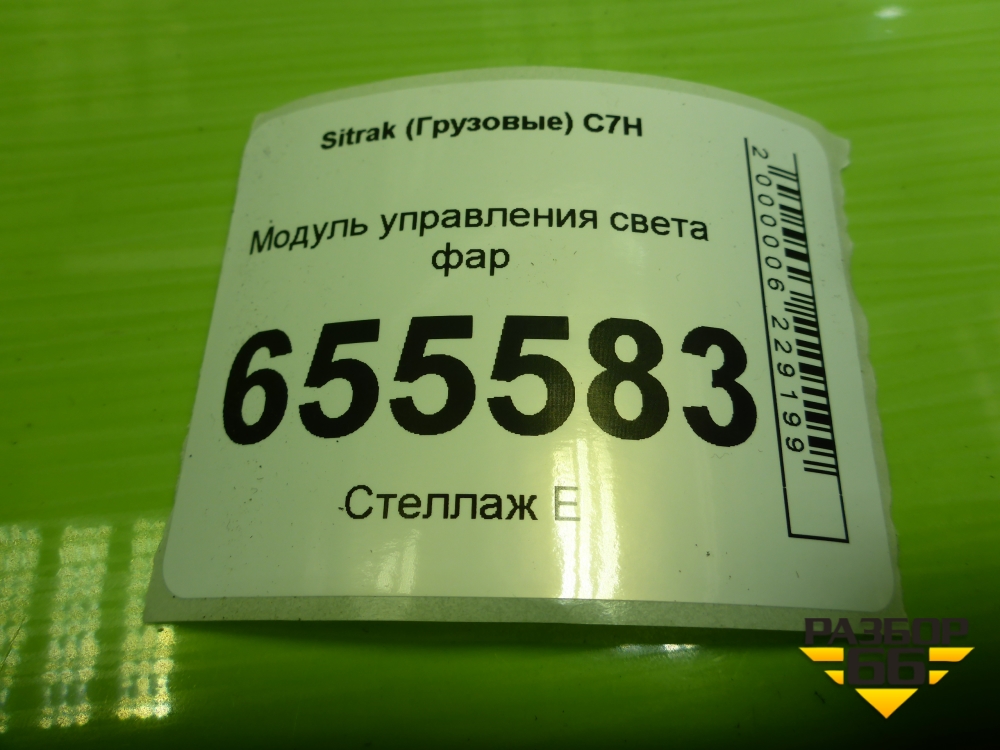 Sitrak (Грузовые) C7H
Модуль управления света
фар
655583
Стеллаж E
2000006229199
РАЗБОР
66